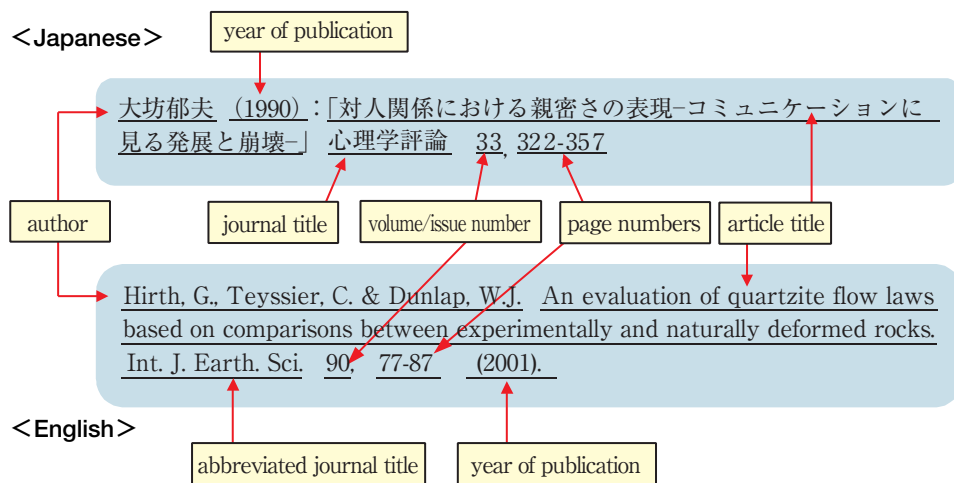 year of publication
＜Japanese＞
大坊郁夫 （1990）：「対人関係における親密さの表現−コミュニケーションに
見る発展と崩壊−」 心理学評論 33, 322-357
author
journal title
volume/issue number
page numbers
article title
Hirth, G., Teyssier, C. & Dunlap, W.J. An evaluation of quartzite flow laws
based on comparisons between experimentally and naturally deformed rocks.
Int. J. Earth. Sci. 90, 77-87 (2001).
＜English＞
abbreviated journal title
year of publication